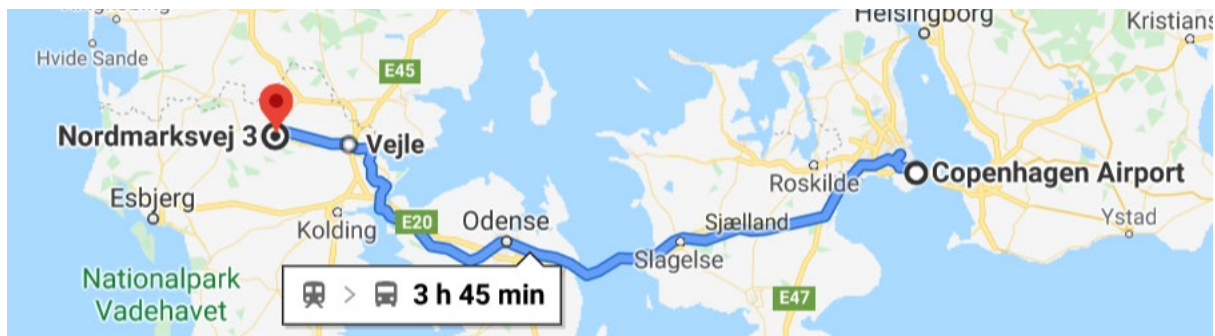 Helsingborg
Kristians
Hvide Sande
E45
Nordmarksvej 3
Vejle
Roskilde
Copenhagen Airport
Esbjerg
Kolding
E20
Odense
Sjælland
Slagelse
Ystad
Nationalpark
Vadehavet
> 3 h 45 min
E47